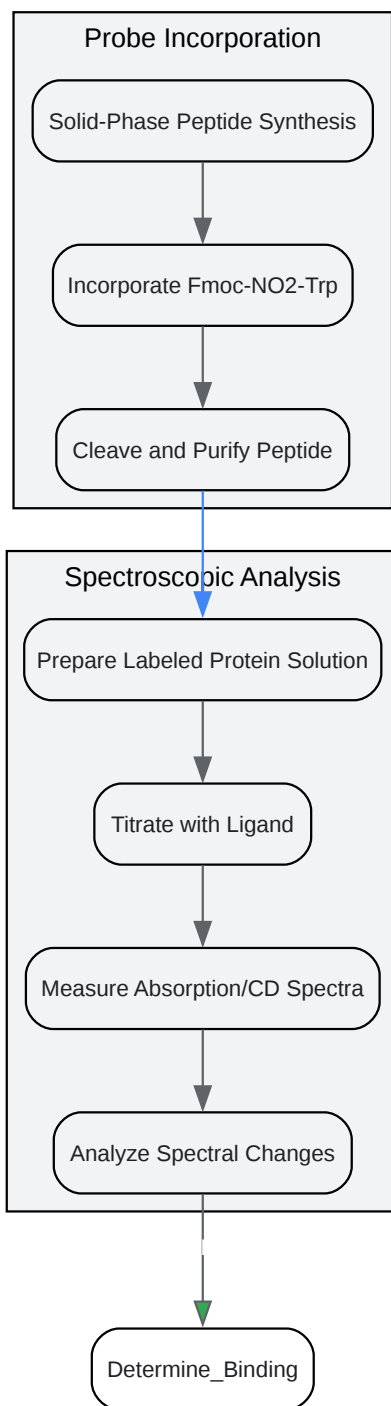 Probe Incorporation
Solid-Phase Peptide Synthesis
Incorporate Fmoc-NO2-Trp
Cleave and Purify Peptide
Spectroscopic Analysis
Prepare Labeled Protein Solution
Titrate with Ligand
Measure Absorption/CD Spectra
Analyze Spectral Changes
Determine_Binding